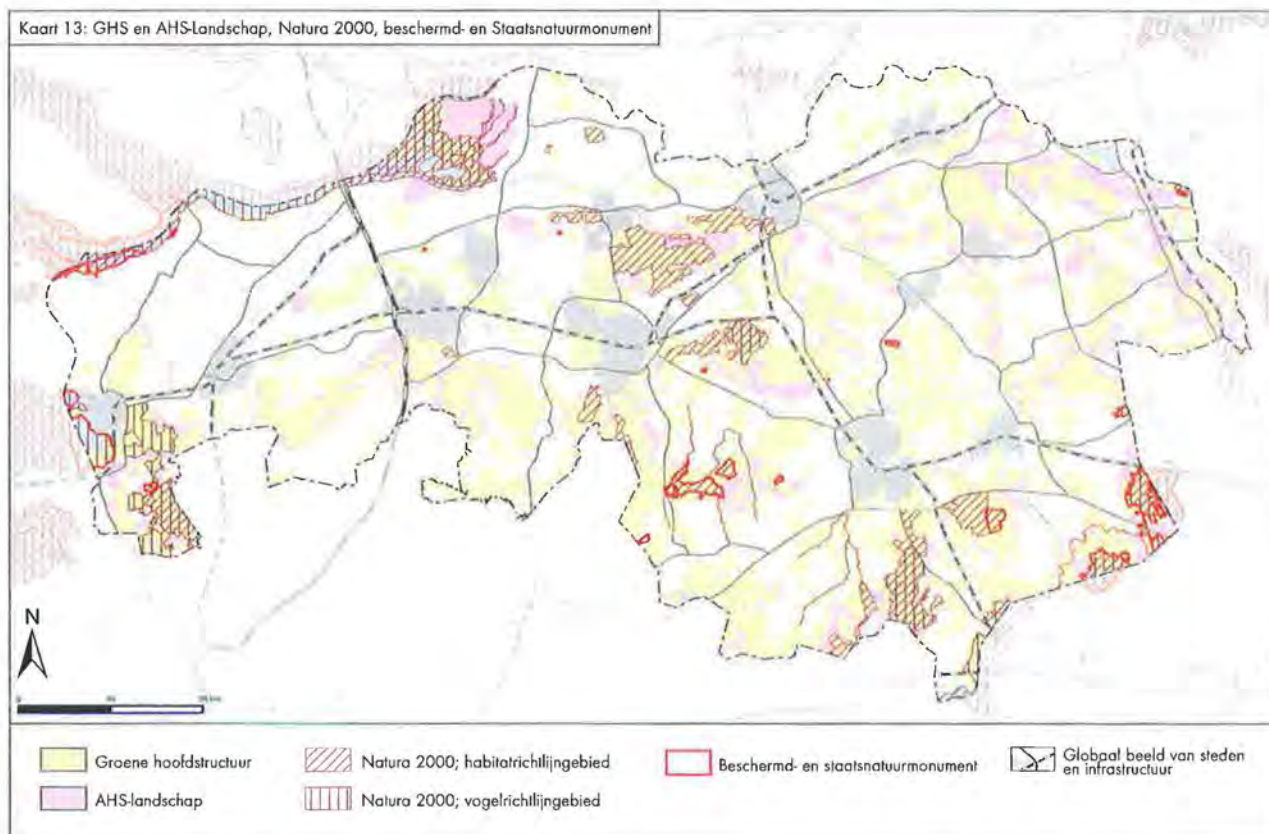 Kaart 13: GHS en AHS-Landschap, Natura 2000, beschermd- en Staatsnatuurmonument
N
Groene hoofdstructuur
Natura 2000; habitatrichtlijngebied
Beschermd- en staatsnatuurmonument
Globaal beeld van steden
en infrastructuur
AHS-landschap
Natura 2000; vogelrichtlijngebied